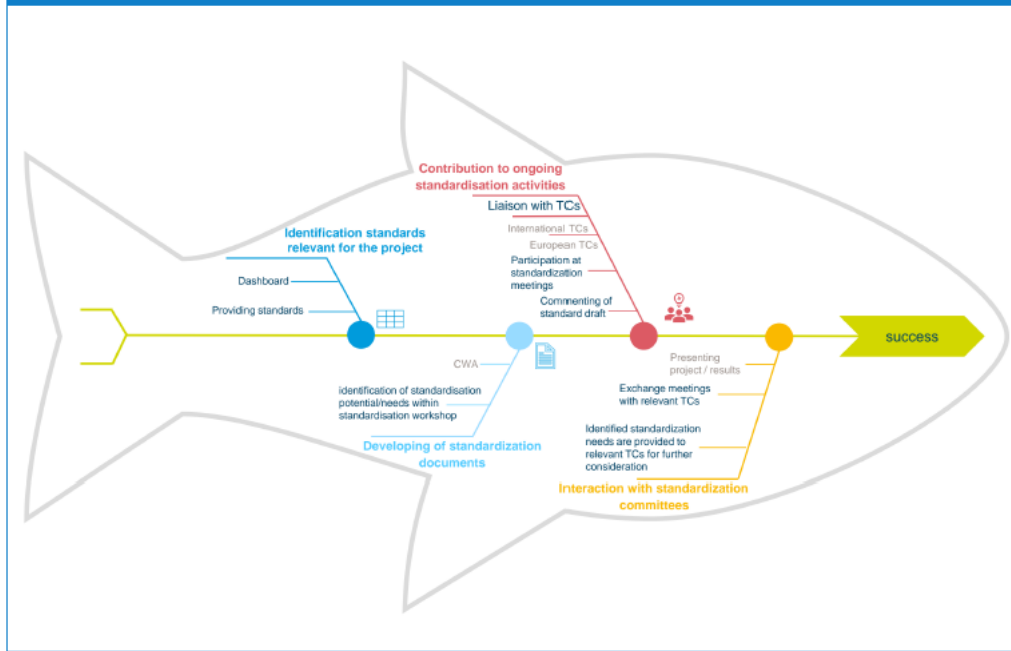 Contribution to ongoing
standardisation activities
Liaison with TCs
International TCs
European TCs
Participation at
standardization
meetings
Commenting of
standard draft
Identification standards
relevant for the project
Dashboard
Providing standards
success
CWA
identification of standardisation
potential/needs within
standardisation workshop
Developing of standardization
documents
Presenting
project / results
Exchange meetings
with relevant TCs
Identified standardization
needs are provided to
relevant TCs for further
consideration
Interaction with standardization
committees